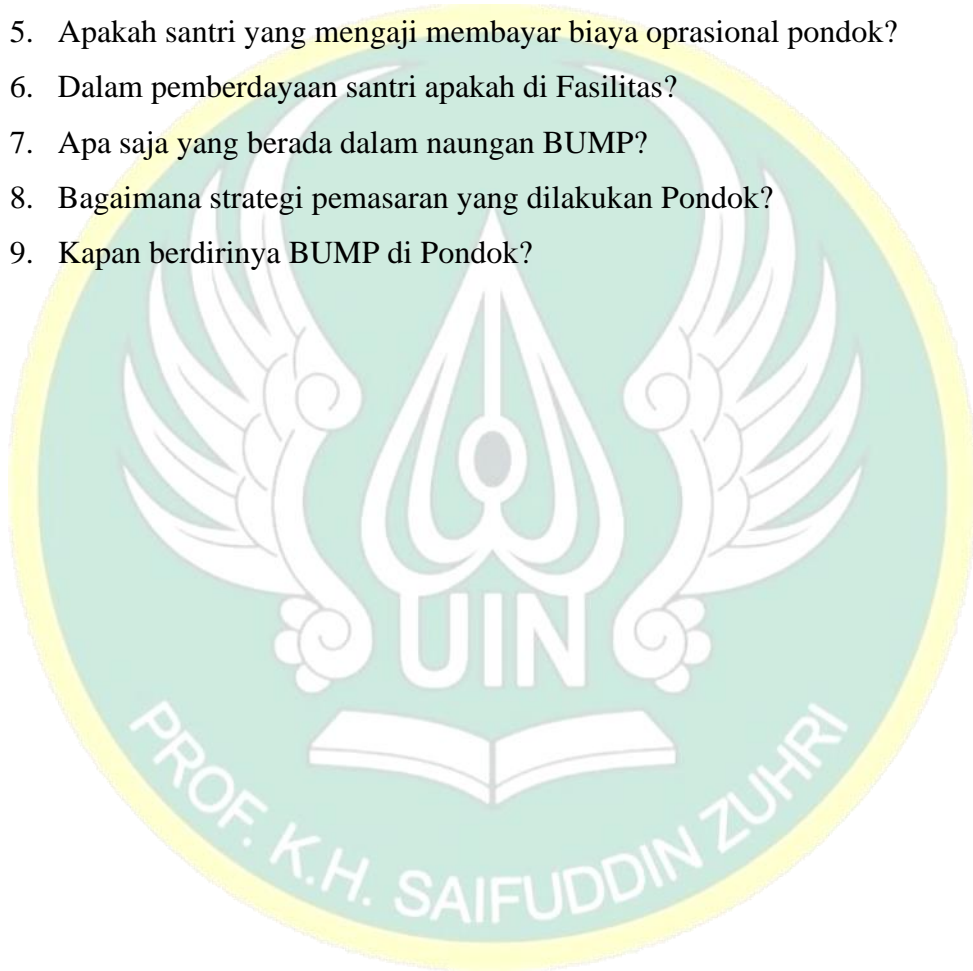 5. Apakah santri yang mengaji membayar biaya oprasional pondok?
6. Dalam pemberdayaan santri apakah di Fasilitas?
7. Apa saja yang berada dalam naungan BUMP?
8. Bagaimana strategi pemasaran yang dilakukan Pondok?
9. Kapan berdirinya BUMP di Pondok?
UIN
PROF. K.H. SAIFUDDIN ZUHRI